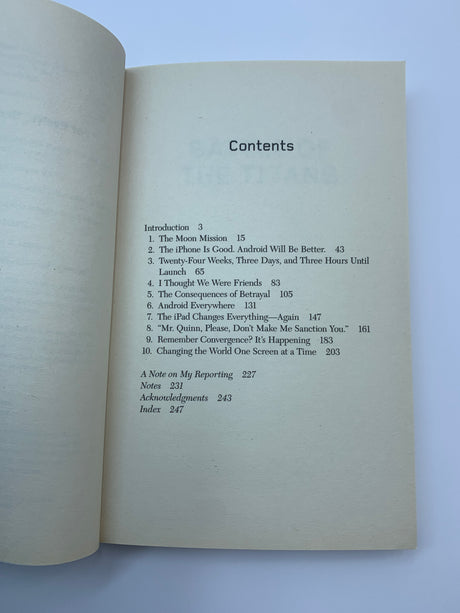 Contents
Introduction 3
1. The Moon Mission 15
2. The iPhone Is Good. Android Will Be Better. 43
3. Twenty-Four Weeks, Three Days, and Three Hours Until
Launch 65
4. I Thought We Were Friends 83
5. The Consequences of Betrayal 105
6. Android Everywhere 131
7. The iPad Changes Everything—Again 147
8. “Mr. Quinn, Please, Don’t Make Me Sanction You.” 161
9. Remember Convergence? It’s Happening 183
10. Changing the World One Screen at a Time 203
A Note on My Reporting 227
Notes 231
Acknowledgments 243
Index 247